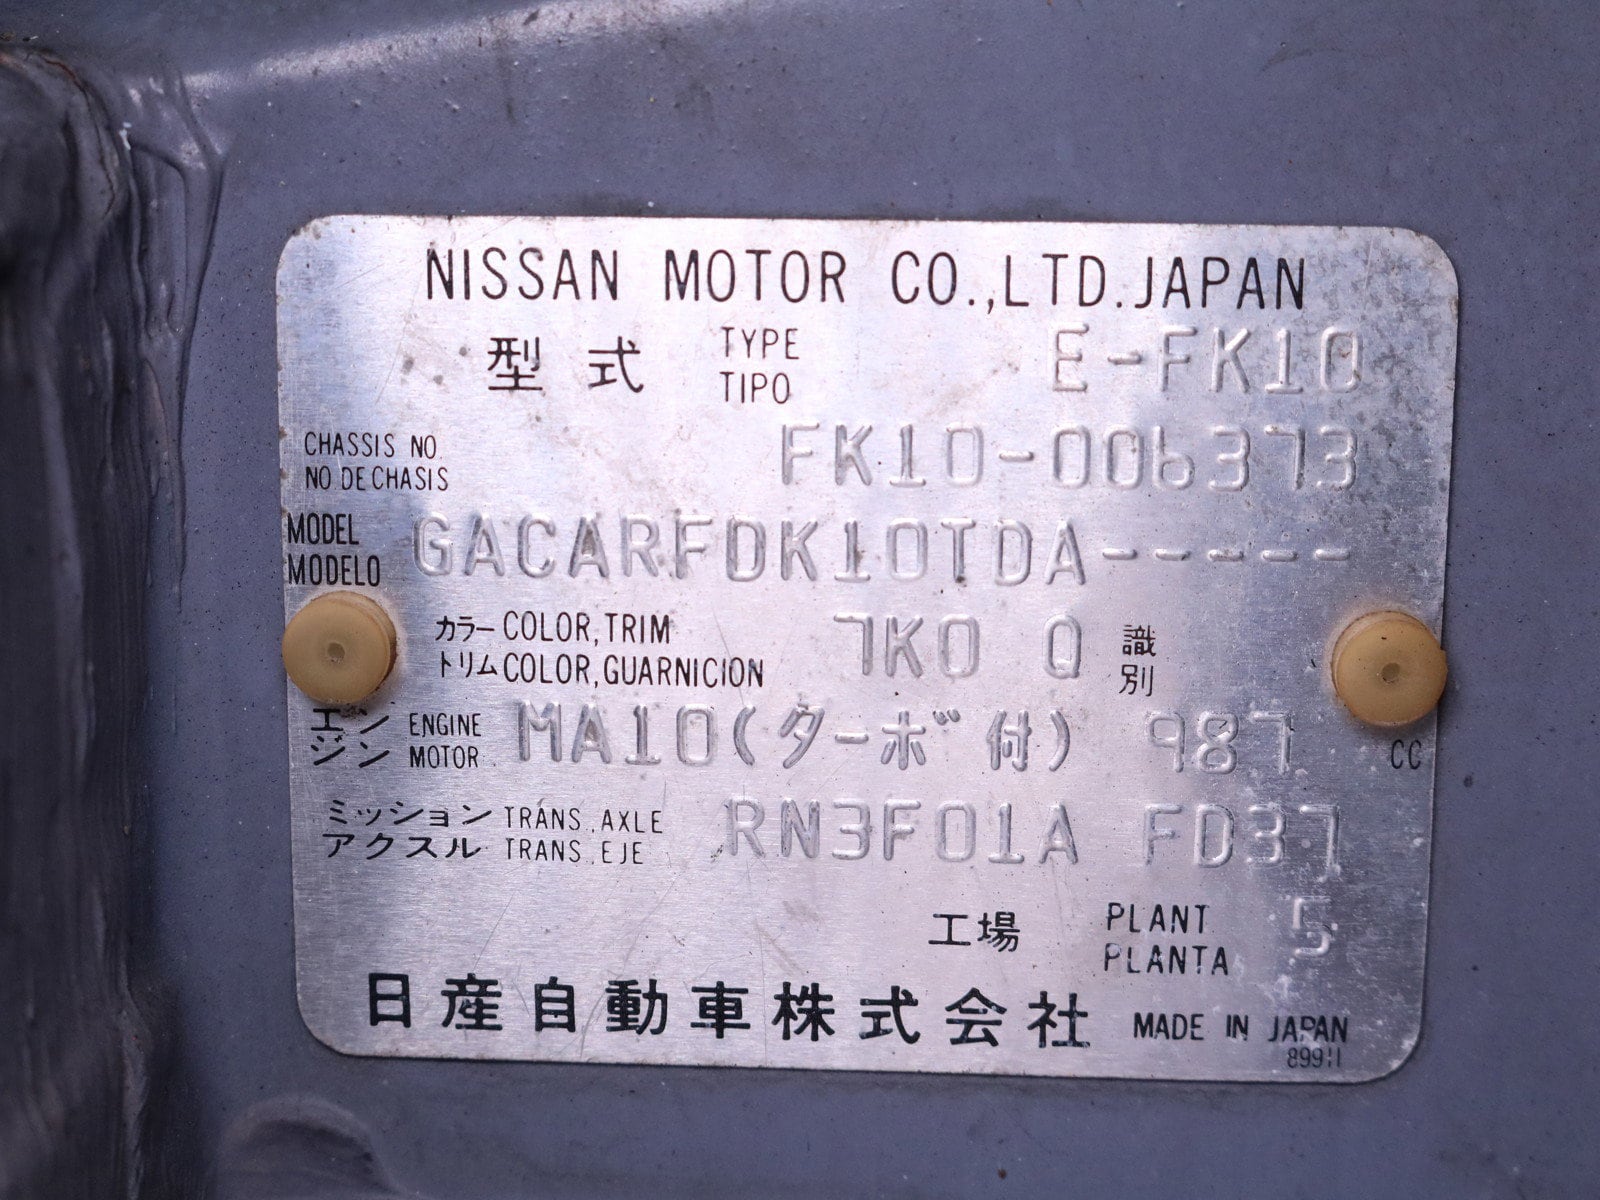 NISSAN MOTOR CO.,LTD.JAPAN
型式 TYPE E-FK10
TIPO
CHASSIS NO. FK10-006373
NO DE CHASIS
MODEL GACARFDK10TDA-----
MODELO
カラー COLOR,TRIM 7K0 Q 識別
トリム COLOR,GUARNICION
エンジン ENGINE MA10(ターボ付) 987 CC
MOTOR
ミッション TRANS.AXLE RN3F01A FD37
アクスル TRANS.EJE
工場 PLANT 5
PLANTA
日産自動車株式会社 MADE IN JAPAN
89911